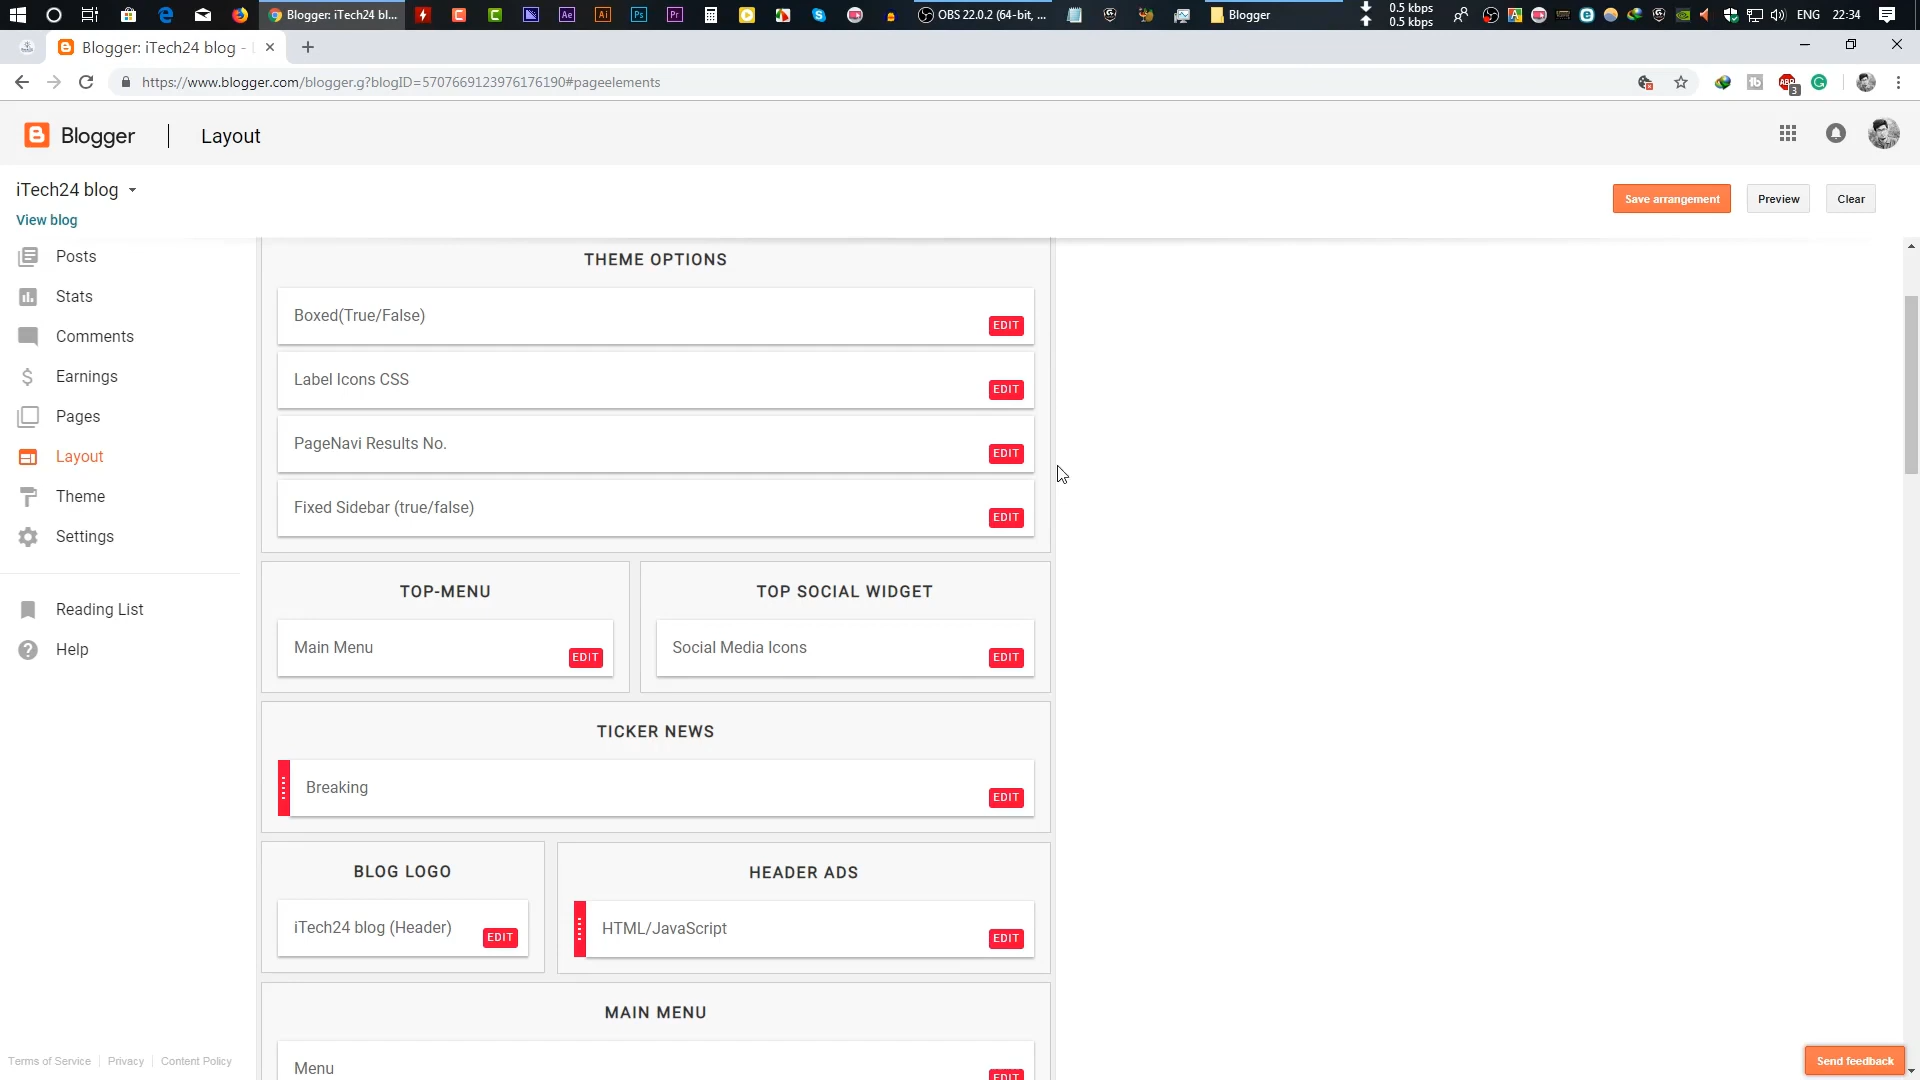 Blogger: iTech24 bl...
OBS 22.0.2 (64-bit, ...
Blogger
0.5 kbps
0.5 kbps
ENG
22:34
Blogger: iTech24 blog -
https://www.blogger.com/blogger.g?blogID=5707669123976176190#pageelements
Blogger
Layout
iTech24 blog
View blog
Save arrangement
Preview
Clear
Posts
Stats
Comments
Earnings
Pages
Layout
Theme
Settings
Reading List
Help
THEME OPTIONS
Boxed(True/False)
EDIT
Label Icons CSS
EDIT
PageNavi Results No.
EDIT
Fixed Sidebar (true/false)
EDIT
TOP-MENU
Main Menu
EDIT
TOP SOCIAL WIDGET
Social Media Icons
EDIT
TICKER NEWS
Breaking
EDIT
BLOG LOGO
iTech24 blog (Header)
EDIT
HEADER ADS
HTML/JavaScript
EDIT
MAIN MENU
Menu
EDIT
Terms of Service
Privacy
Content Policy
Send feedback